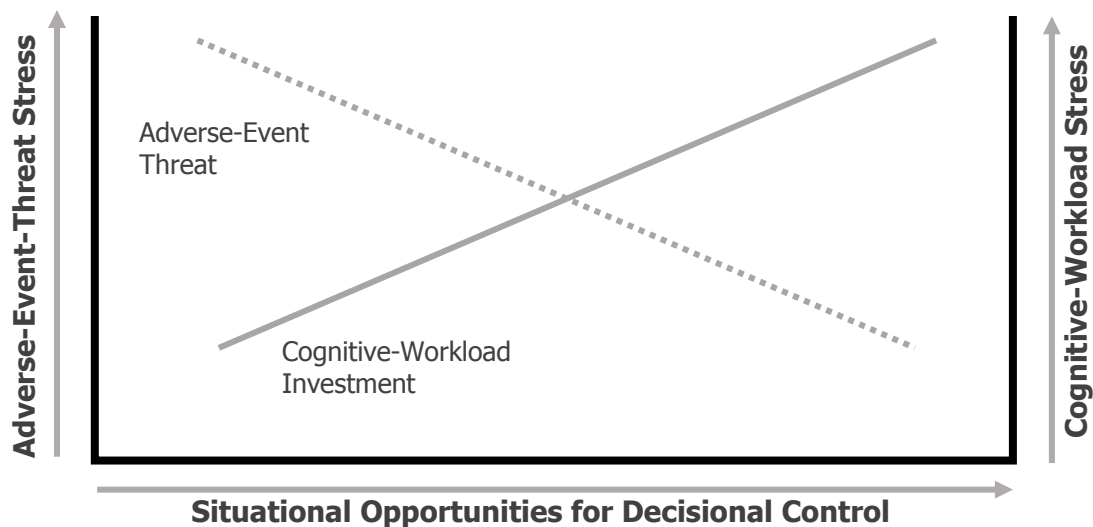 Adverse-Event-Threat Stress
Adverse-Event
Threat
Cognitive-Workload
Investment
Cognitive-Workload Stress
Situational Opportunities for Decisional Control